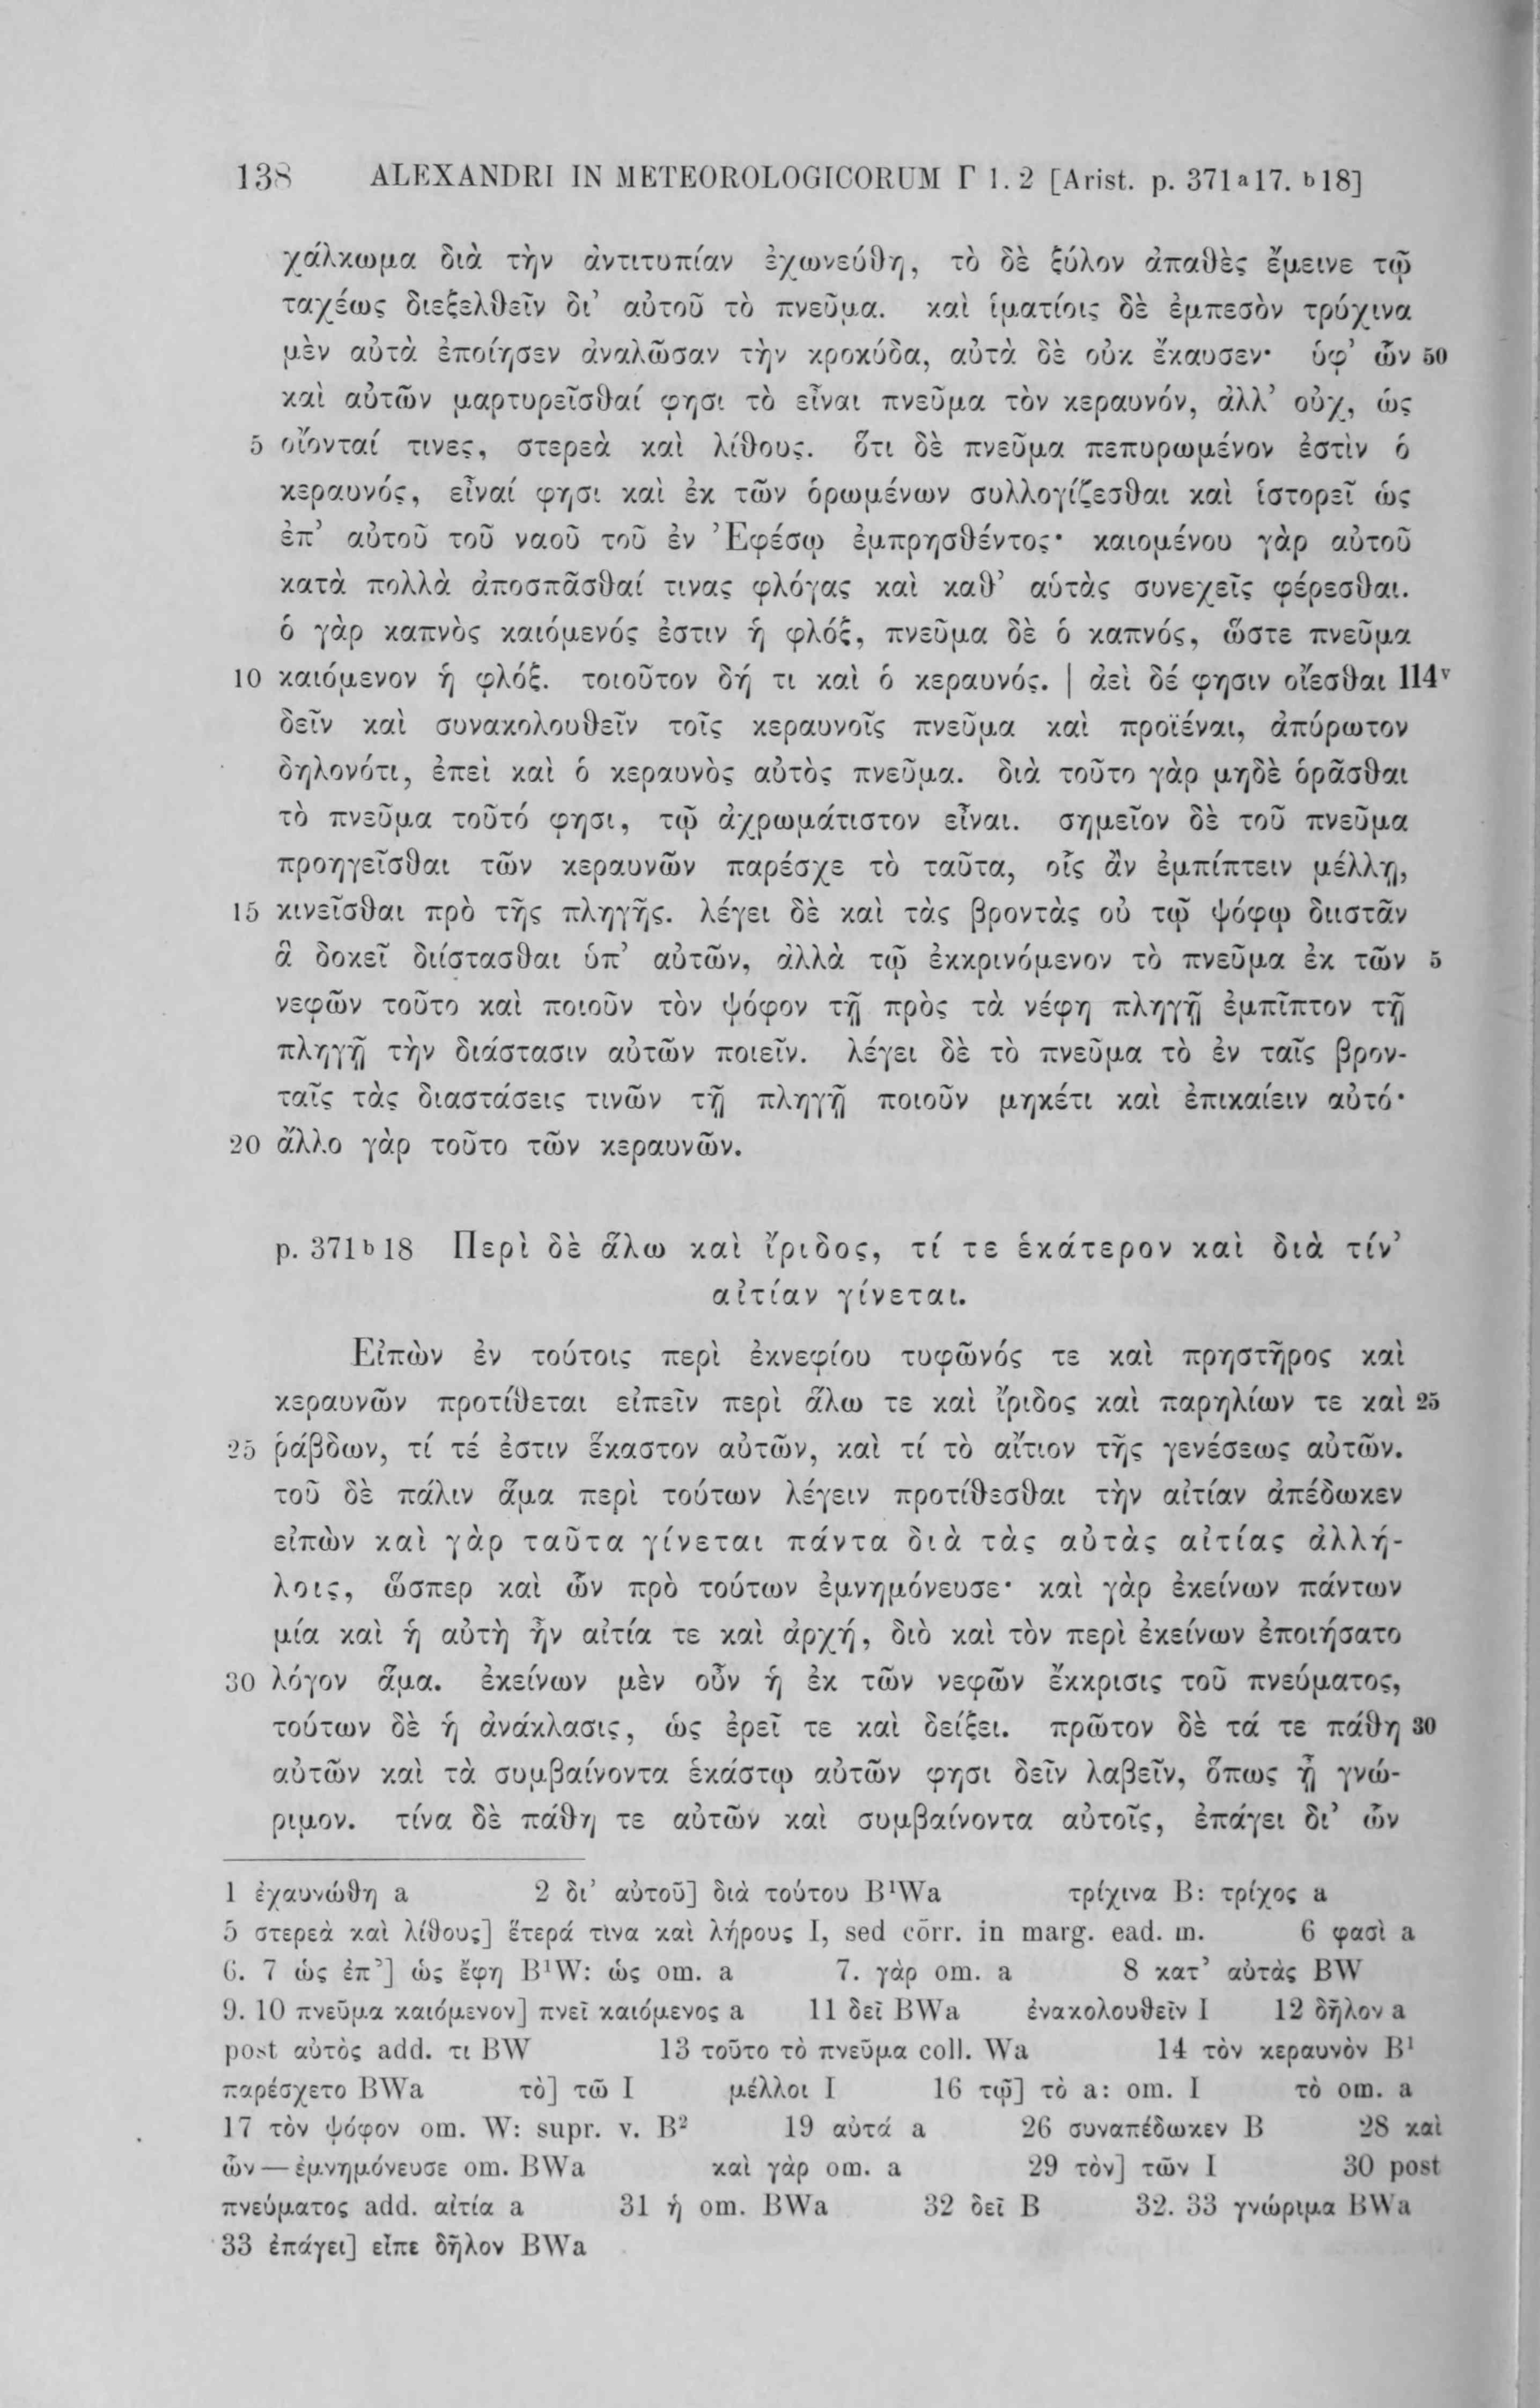 138 ALEXANDRI IN METEOROLOGICORUM Γ 1. 2 [Arist. p. 371ᵃ17. ᵇ18]
χάλκωμα διὰ τὴν ἀντιτυπίαν ἐχωνεύθη, τὸ δὲ ξύλον ἀπαθὲς ἔμεινε τῷ
ταχέως διεξελθεῖν δι’ αὐτοῦ τὸ πνεῦμα. καὶ ἱματίοις δὲ ἐμπεσὸν τρύχινα
μὲν αὐτὰ ἐποίησεν ἀναλῶσαν τὴν κροκύδα, αὐτὰ δὲ οὐκ ἔκαυσεν· ὑφ’ ὧν 50
καὶ αὐτῶν μαρτυρεῖσθαί φησι τὸ εἶναι πνεῦμα τὸν κεραυνόν, ἀλλ’ οὐχ, ὡς
5 οἴονταί τινες, στερεὰ καὶ λίθους. ὅτι δὲ πνεῦμα πεπυρωμένον ἐστὶν ὁ
κεραυνός, εἶναί φησι καὶ ἐκ τῶν ὁρωμένων συλλογίζεσθαι καὶ ἱστορεῖ ὡς
ἐπ’ αὐτοῦ τοῦ ναοῦ τοῦ ἐν Ἐφέσῳ ἐμπρησθέντος· καιομένου γὰρ αὐτοῦ
κατὰ πολλὰ ἀποσπᾶσθαί τινας φλόγας καὶ καθ’ αὑτὰς συνεχεῖς φέρεσθαι.
ὁ γὰρ καπνὸς καιόμενός ἐστιν ἡ φλόξ, πνεῦμα δὲ ὁ καπνός, ὥστε πνεῦμα
10 καιόμενον ἡ φλόξ. τοιοῦτον δή τι καὶ ὁ κεραυνός. | ἀεὶ δέ φησιν οἴεσθαι 114ᵛ
δεῖν καὶ συνακολουθεῖν τοῖς κεραυνοῖς πνεῦμα καὶ προϊέναι, ἀπύρωτον
δηλονότι, ἐπεὶ καὶ ὁ κεραυνὸς αὐτὸς πνεῦμα. διὰ τοῦτο γὰρ μηδὲ ὁρᾶσθαι
τὸ πνεῦμα τοῦτό φησι, τῷ ἀχρωμάτιστον εἶναι. σημεῖον δὲ τοῦ πνεῦμα
προηγεῖσθαι τῶν κεραυνῶν παρέσχε τὸ ταῦτα, οἷς ἂν ἐμπίπτειν μέλλῃ,
15 κινεῖσθαι πρὸ τῆς πληγῆς. λέγει δὲ καὶ τὰς βροντὰς οὐ τῷ ψόφῳ διιστᾶν
ἃ δοκεῖ διίστασθαι ὑπ’ αὐτῶν, ἀλλὰ τῷ ἐκκρινόμενον τὸ πνεῦμα ἐκ τῶν 5
νεφῶν τοῦτο καὶ ποιοῦν τὸν ψόφον τῇ πρὸς τὰ νέφη πληγῇ ἐμπῖπτον τῇ
πληγῇ τὴν διάστασιν αὐτῶν ποιεῖν. λέγει δὲ τὸ πνεῦμα τὸ ἐν ταῖς βρον-
ταῖς τὰς διαστάσεις τινῶν τῇ πληγῇ ποιοῦν μηκέτι καὶ ἐπικαίειν αὐτό·
20 ἄλλο γὰρ τοῦτο τῶν κεραυνῶν.
p. 371ᵇ18 Περὶ δὲ ἅλω καὶ ἴριδος, τί τε ἑκάτερον καὶ διὰ τίν’
αἰτίαν γίνεται.
Εἰπὼν ἐν τούτοις περὶ ἐκνεφίου τυφῶνός τε καὶ πρηστῆρος καὶ
κεραυνῶν προτίθεται εἰπεῖν περὶ ἅλω τε καὶ ἴριδος καὶ παρηλίων τε καὶ 25
25 ῥάβδων, τί τέ ἐστιν ἕκαστον αὐτῶν, καὶ τί τὸ αἴτιον τῆς γενέσεως αὐτῶν.
τοῦ δὲ πάλιν ἅμα περὶ τούτων λέγειν προτίθεσθαι τὴν αἰτίαν ἀπέδωκεν
εἰπὼν καὶ γὰρ ταῦτα γίνεται πάντα διὰ τὰς αὐτὰς αἰτίας ἀλλή-
λοις, ὥσπερ καὶ ὧν πρὸ τούτων ἐμνημόνευσε· καὶ γὰρ ἐκείνων πάντων
μία καὶ ἡ αὐτὴ ἦν αἰτία τε καὶ ἀρχή, διὸ καὶ τὸν περὶ ἐκείνων ἐποιήσατο
30 λόγον ἅμα. ἐκείνων μὲν οὖν ἡ ἐκ τῶν νεφῶν ἔκκρισις τοῦ πνεύματος,
τούτων δὲ ἡ ἀνάκλασις, ὡς ἐρεῖ τε καὶ δείξει. πρῶτον δὲ τά τε πάθη 30
αὐτῶν καὶ τὰ συμβαίνοντα ἑκάστῳ αὐτῶν φησι δεῖν λαβεῖν, ὅπως ᾖ γνώ-
ριμον. τίνα δὲ πάθη τε αὐτῶν καὶ συμβαίνοντα αὐτοῖς, ἐπάγει δι’ ὧν
1 ἐχαυνώθη a 2 δι’ αὐτοῦ] διὰ τούτου B¹Wa τρίχινα B: τρίχος a
5 στερεὰ καὶ λίθους] ἕτερά τινα καὶ λήρους I, sed corr. in marg. ead. m. 6 φασὶ a
6. 7 ὡς ἐπ’] ὡς ἔφη B¹W: ὡς om. a 7. γὰρ om. a 8 κατ’ αὐτὰς BW
9. 10 πνεῦμα καιόμενον] πνεῖ καιόμενος a 11 δεῖ BWa ἐνακολουθεῖν I 12 δῆλον a
post αὐτὸς add. τι BW 13 τοῦτο τὸ πνεῦμα coll. Wa 14 τὸν κεραυνὸν B¹
παρέσχετο BWa τὸ] τῶ I μέλλοι I 16 τῷ] τὸ a: om. I τὸ om. a
17 τὸν ψόφον om. W: supr. v. B² 19 αὐτά a 26 συναπέδωκεν B 28 καὶ
ὧν — ἐμνημόνευσε om. BWa καὶ γὰρ om. a 29 τὸν] τῶν I 30 post
πνεύματος add. αἰτία a 31 ἡ om. BWa 32 δεῖ B 32. 33 γνώριμα BWa
33 ἐπάγει] εἶπε δῆλον BWa